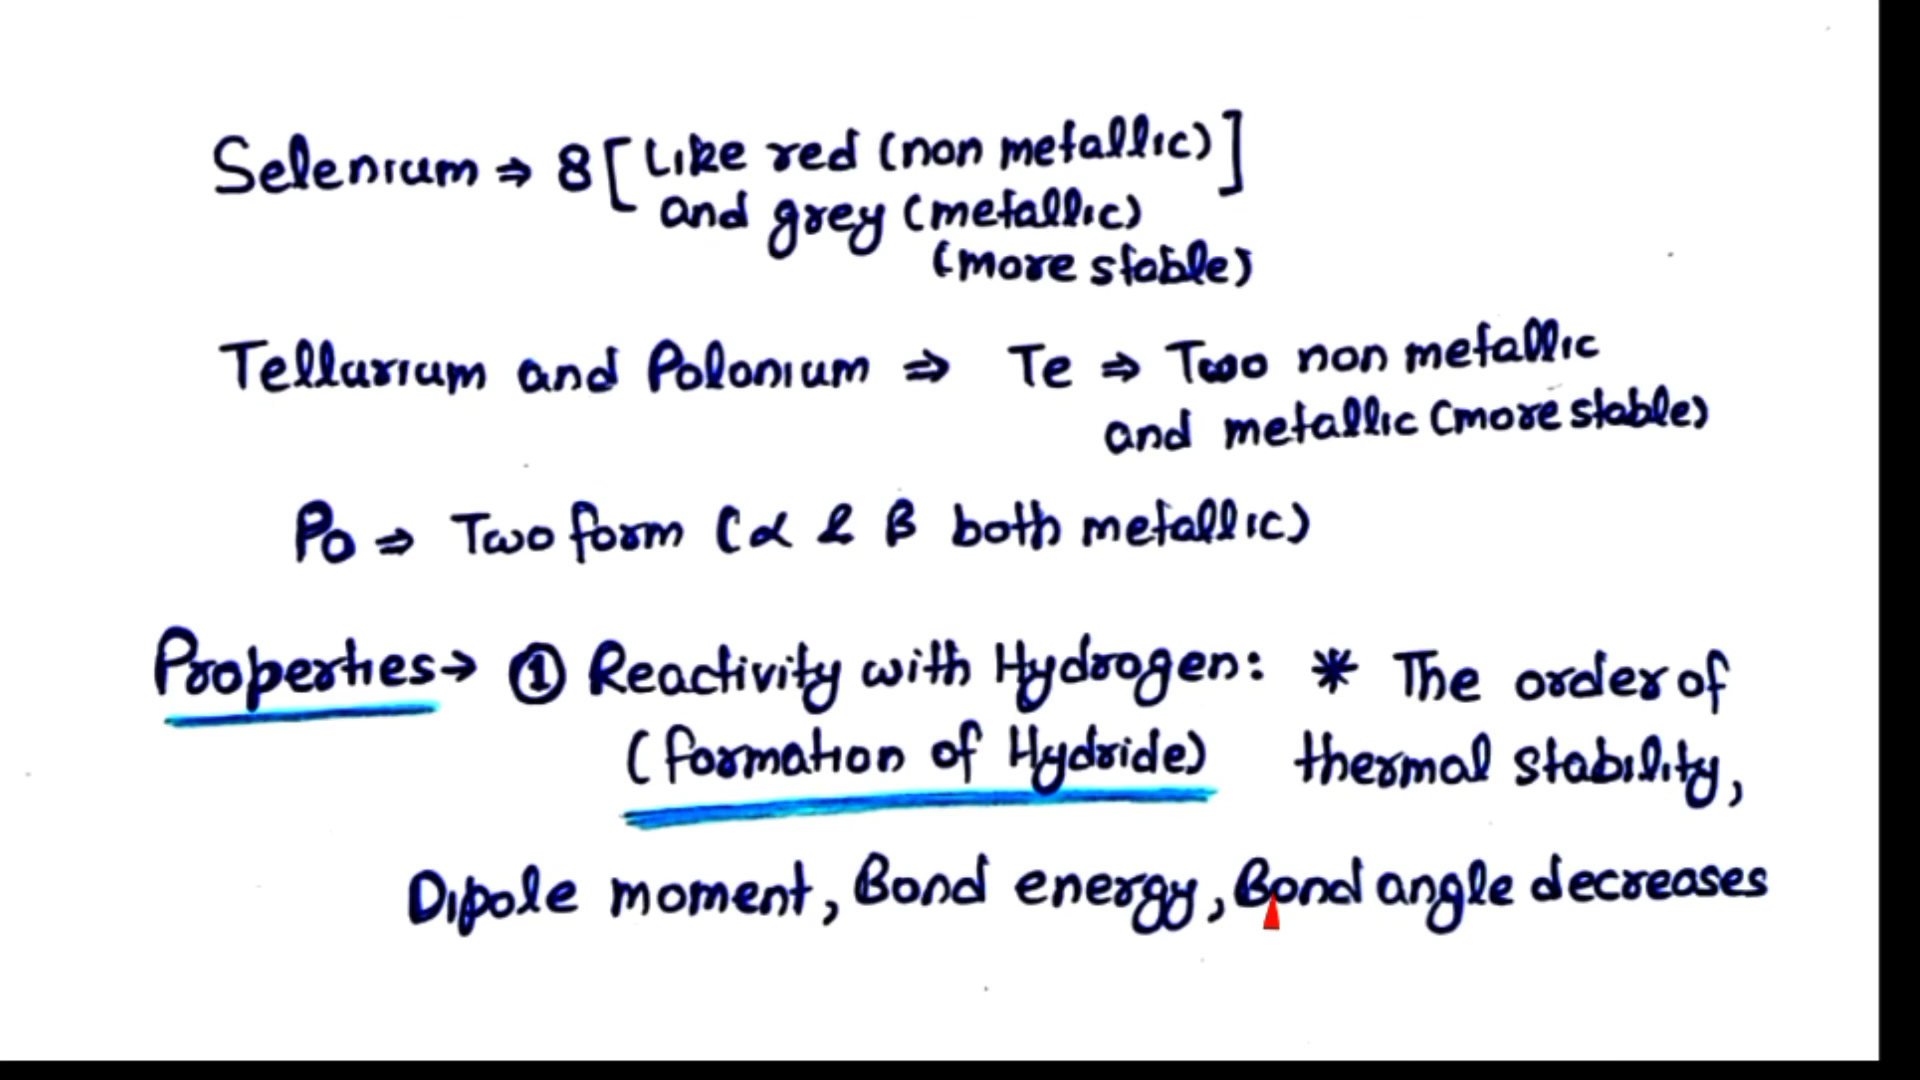 Selenium ⇒ 8 [Like red (non metallic)]
and grey (metallic)
(more stable)
Tellurium and Polonium ⇒ Te ⇒ Two non metallic
and metallic (more stable)
Po ⇒ Two form (α & β both metallic)
Properties → ① Reactivity with Hydrogen: * The order of
(formation of Hydride) thermal stability,
Dipole moment, Bond energy, Bond angle decreases